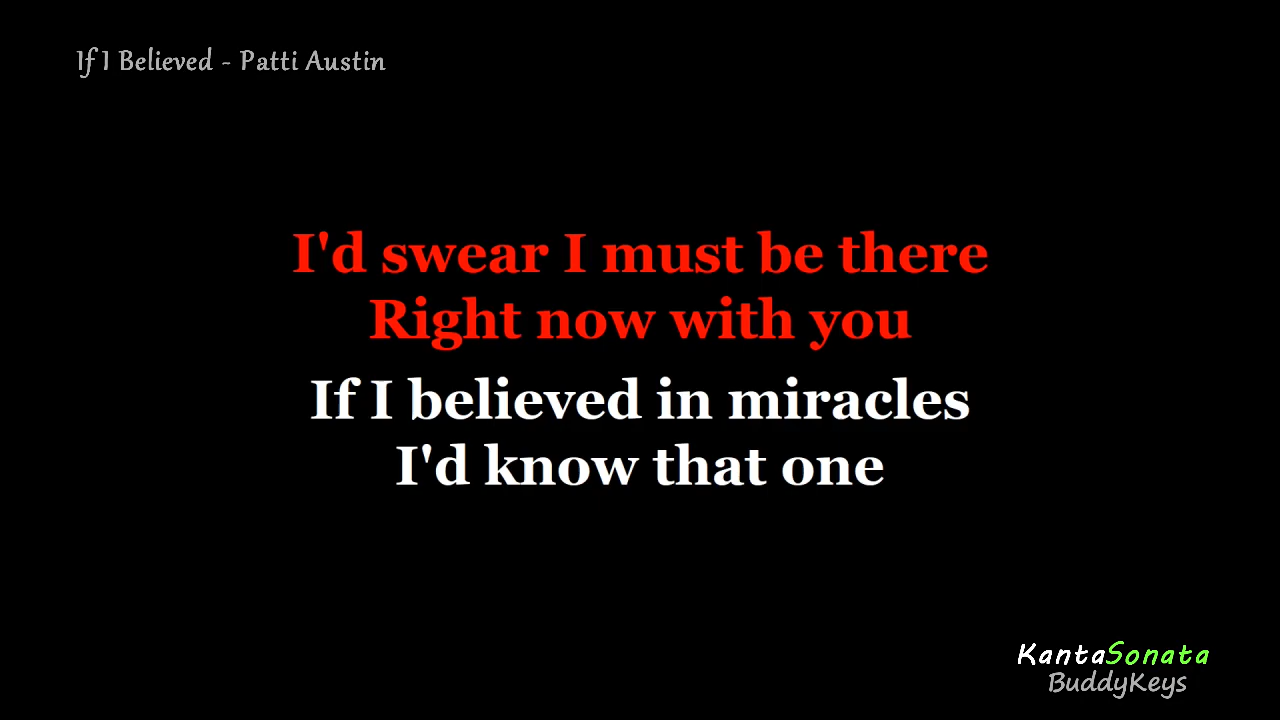 If I Believed - Patti Austin
I'd swear I must be there
Right now with you
If I believed in miracles
I'd know that one
KantaSonata
BuddyKeys